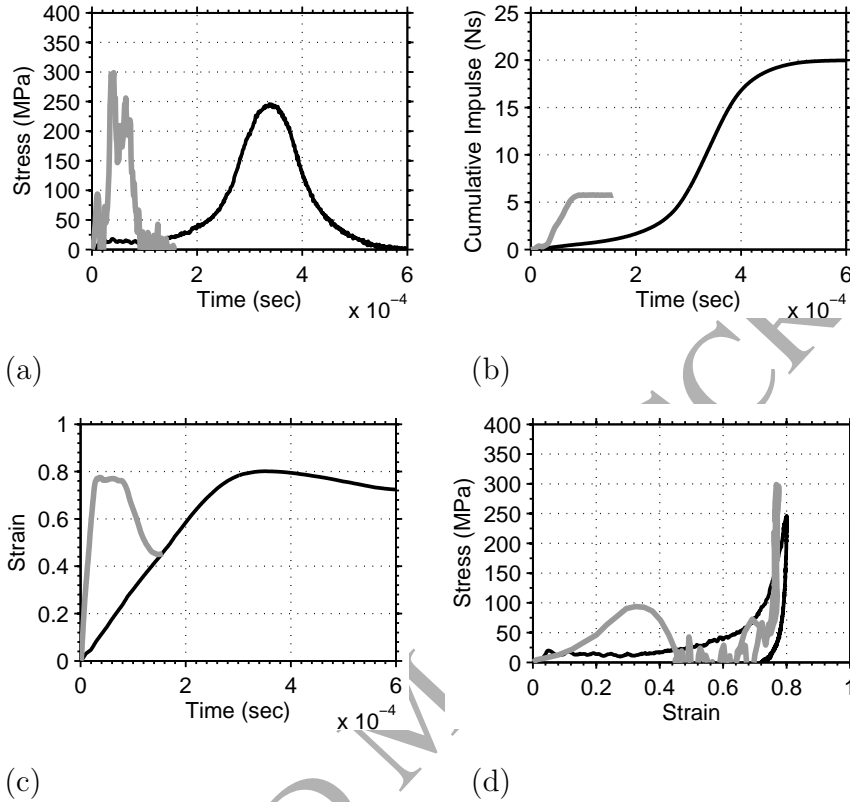 400
350
300
250
200
150
100
50
0
Stress (MPa)
0 2 4 6
Time (sec)
x 10⁻⁴
(a)
25
20
15
10
5
0
Cumulative Impulse (Ns)
0 2 4 6
Time (sec)
x 10⁻⁴
(b)
1
0.8
0.6
0.4
0.2
0
Strain
0 2 4 6
Time (sec)
x 10⁻⁴
(c)
400
350
300
250
200
150
100
50
0
Stress (MPa)
0 0.2 0.4 0.6 0.8 1
Strain
(d)